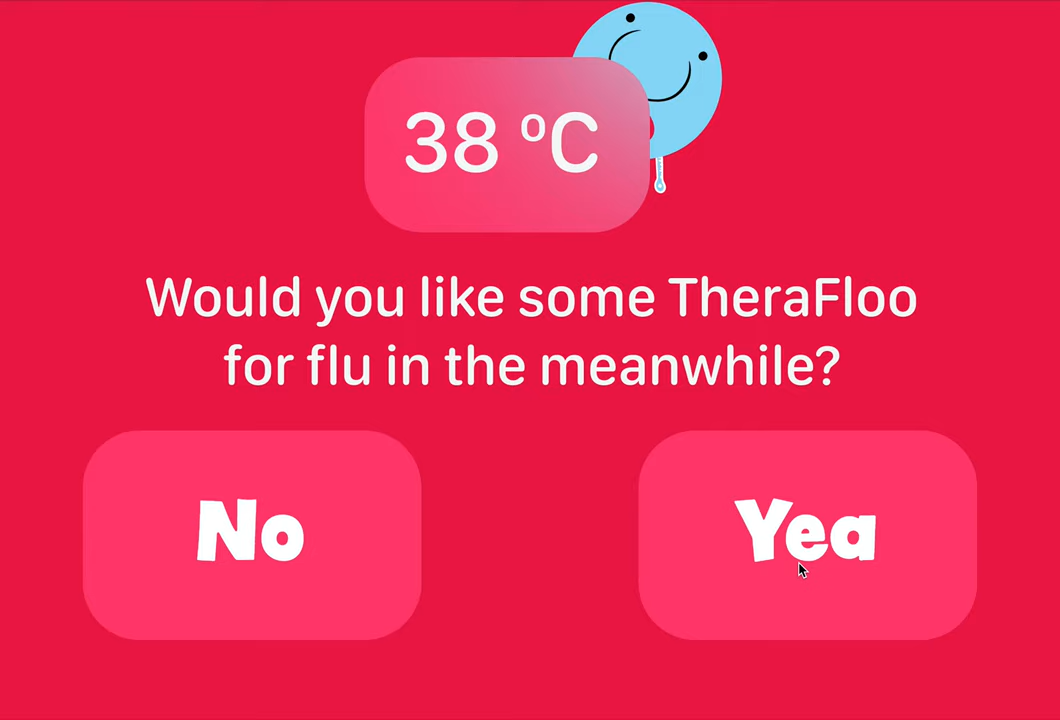 38 ºC
Would you like some TheraFloo
for flu in the meanwhile?
No
Yea